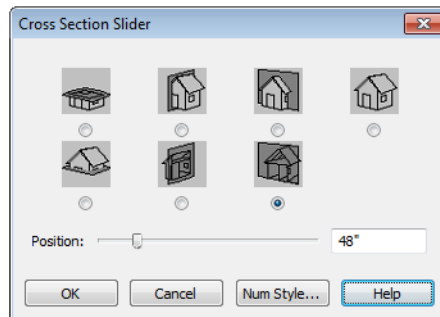 Cross Section Slider
Position:
48"
OK
Cancel
Num Style...
Help